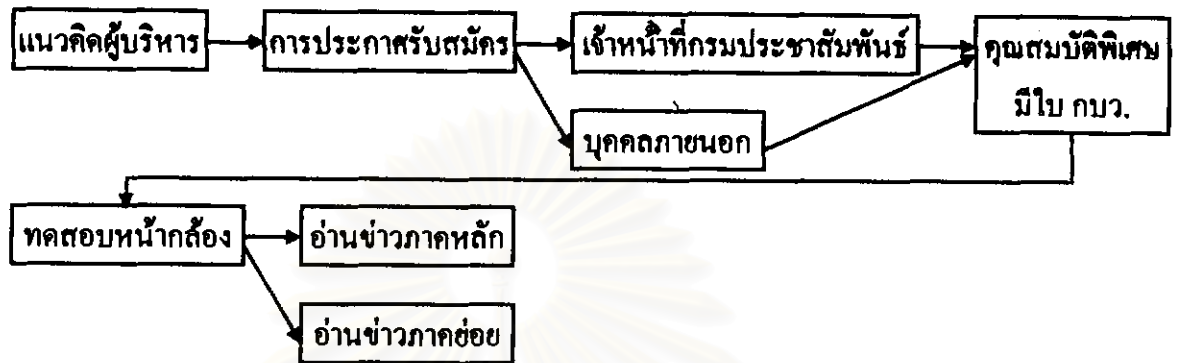 แนวคิดผู้บริหาร
การประกาศรับสมัคร
เจ้าหน้าที่กรมประชาสัมพันธ์
คุณสมบัติพิเศษ
มีใบ กบว.
บุคคลภายนอก
ทดสอบหน้ากล้อง
อ่านข่าวภาคหลัก
อ่านข่าวภาคย่อย